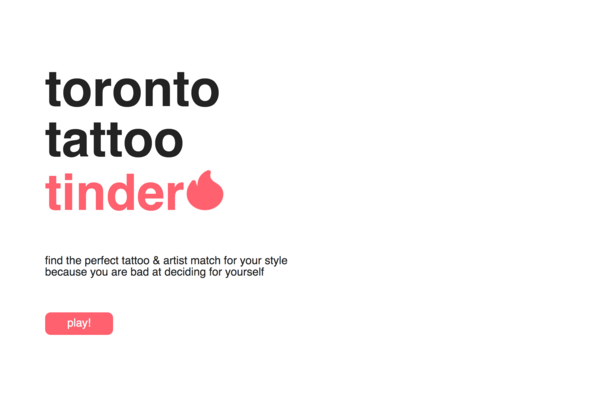 toronto
tattoo
tinder
find the perfect tattoo & artist match for your style
because you are bad at deciding for yourself
play!